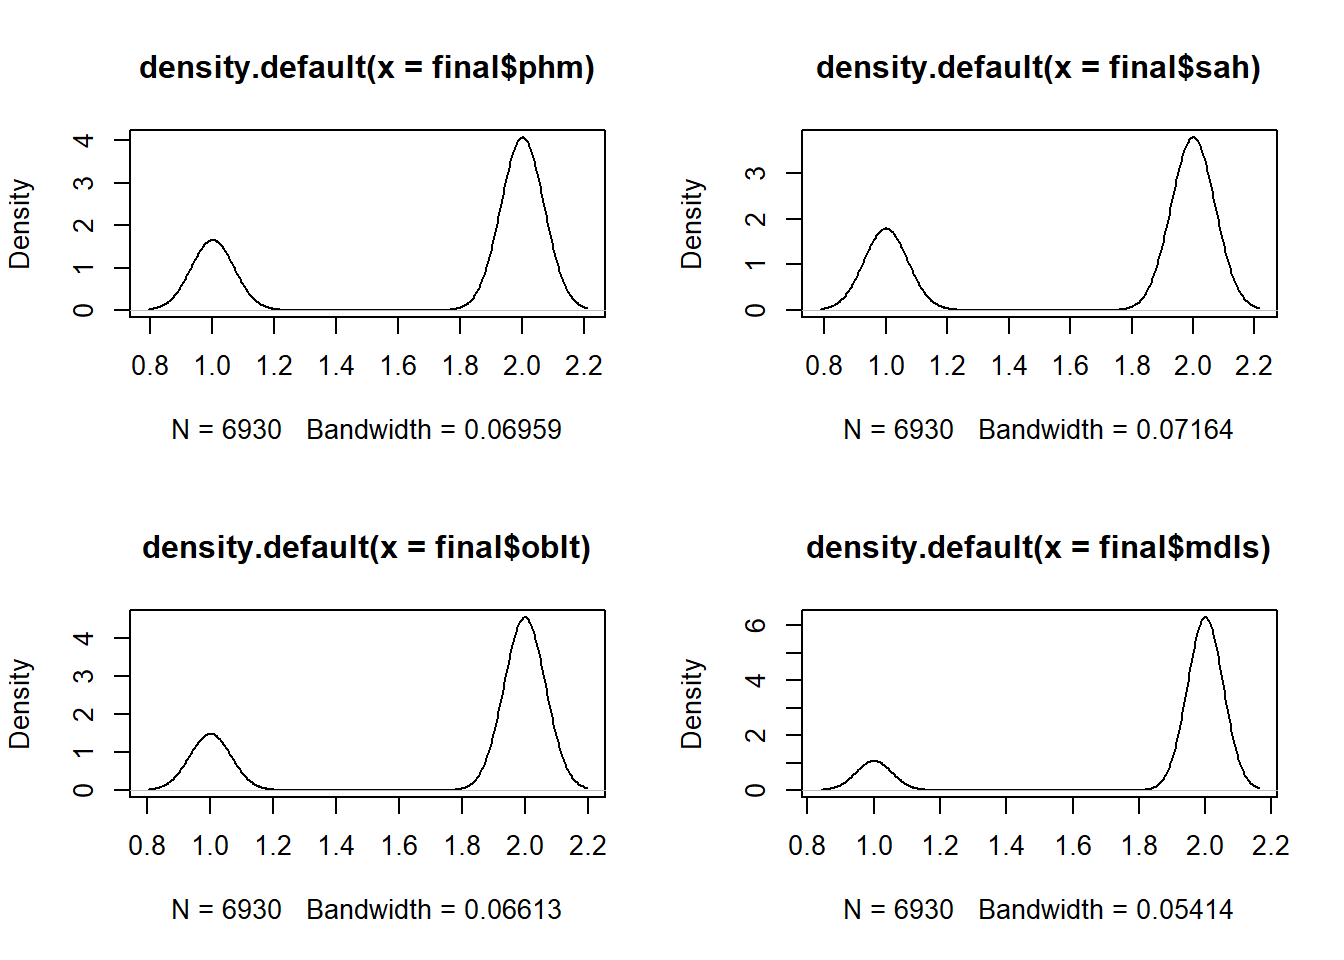 density.default(x = final$phm)
Density
0 1 2 3 4
0.8 1.0 1.2 1.4 1.6 1.8 2.0 2.2
N = 6930 Bandwidth = 0.06959
density.default(x = final$sah)
Density
0 1 2 3
0.8 1.0 1.2 1.4 1.6 1.8 2.0 2.2
N = 6930 Bandwidth = 0.07164
density.default(x = final$oblt)
Density
0 1 2 3 4
0.8 1.0 1.2 1.4 1.6 1.8 2.0 2.2
N = 6930 Bandwidth = 0.06613
density.default(x = final$mdls)
Density
0 2 4 6
0.8 1.0 1.2 1.4 1.6 1.8 2.0 2.2
N = 6930 Bandwidth = 0.05414